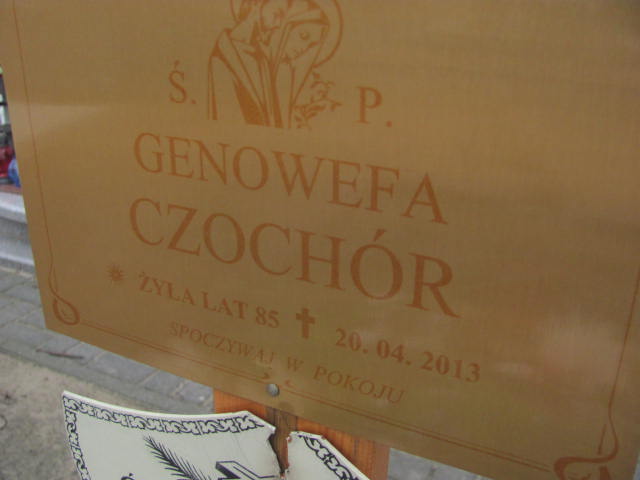 Ś. P.
GENOWEFA
CZOCHÓR
ŻYŁA LAT 85 20. 04. 2013
SPOCZYWAJ W POKOJU